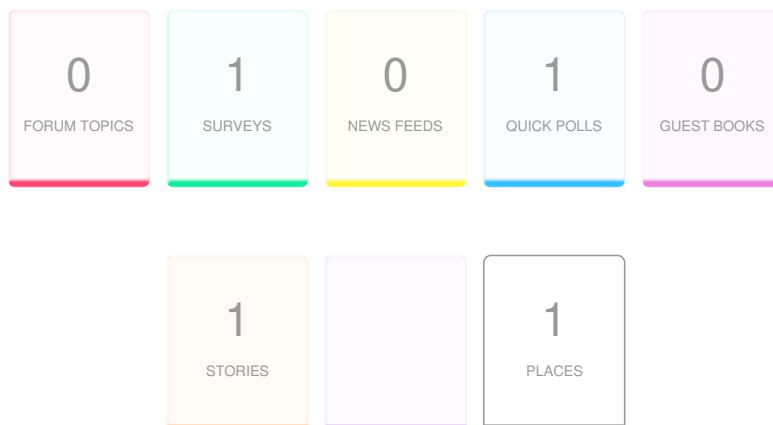 0 1 0 1 0
FORUM TOPICS SURVEYS NEWS FEEDS QUICK POLLS GUEST BOOKS
1 1
STORIES PLACES